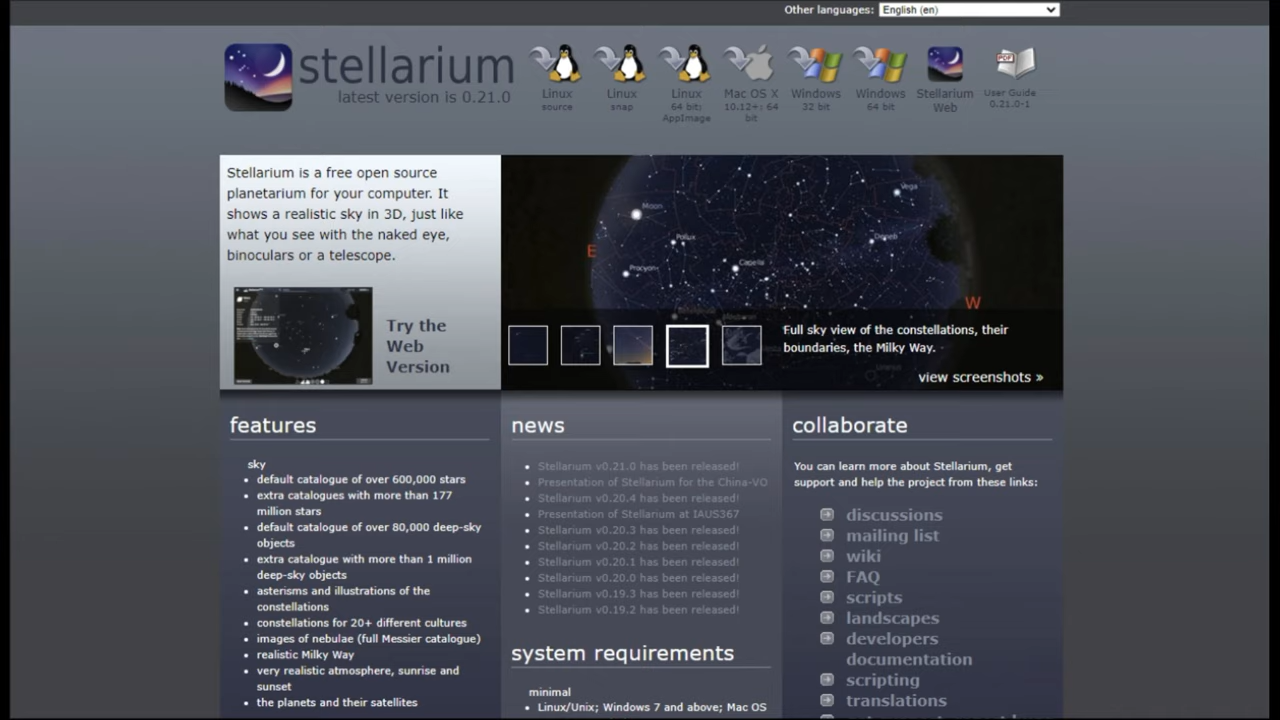 Other languages: English (en)
stellarium
latest version is 0.21.0
Linux
source
Linux
snap
Linux
64 bit;
AppImage
Mac OS X
10.12+; 64
bit
Windows
32 bit
Windows
64 bit
Stellarium
Web
PDF
User Guide
0.21.0-1
Stellarium is a free open source
planetarium for your computer. It
shows a realistic sky in 3D, just like
what you see with the naked eye,
binoculars or a telescope.
Try the
Web
Version
Vega
Moon
Pollux
Deneb
E
Capella
Procyon
W
Full sky view of the constellations, their
boundaries, the Milky Way.
view screenshots »
features
sky
default catalogue of over 600,000 stars
extra catalogues with more than 177
million stars
default catalogue of over 80,000 deep-sky
objects
extra catalogue with more than 1 million
deep-sky objects
asterisms and illustrations of the
constellations
constellations for 20+ different cultures
images of nebulae (full Messier catalogue)
realistic Milky Way
very realistic atmosphere, sunrise and
sunset
the planets and their satellites
news
Stellarium v0.21.0 has been released!
Presentation of Stellarium for the China-VO
Stellarium v0.20.4 has been released!
Presentation of Stellarium at IAUS367
Stellarium v0.20.3 has been released!
Stellarium v0.20.2 has been released!
Stellarium v0.20.1 has been released!
Stellarium v0.20.0 has been released!
Stellarium v0.19.3 has been released!
Stellarium v0.19.2 has been released!
system requirements
minimal
Linux/Unix; Windows 7 and above; Mac OS
collaborate
You can learn more about Stellarium, get
support and help the project from these links:
discussions
mailing list
wiki
FAQ
scripts
landscapes
developers
documentation
scripting
translations